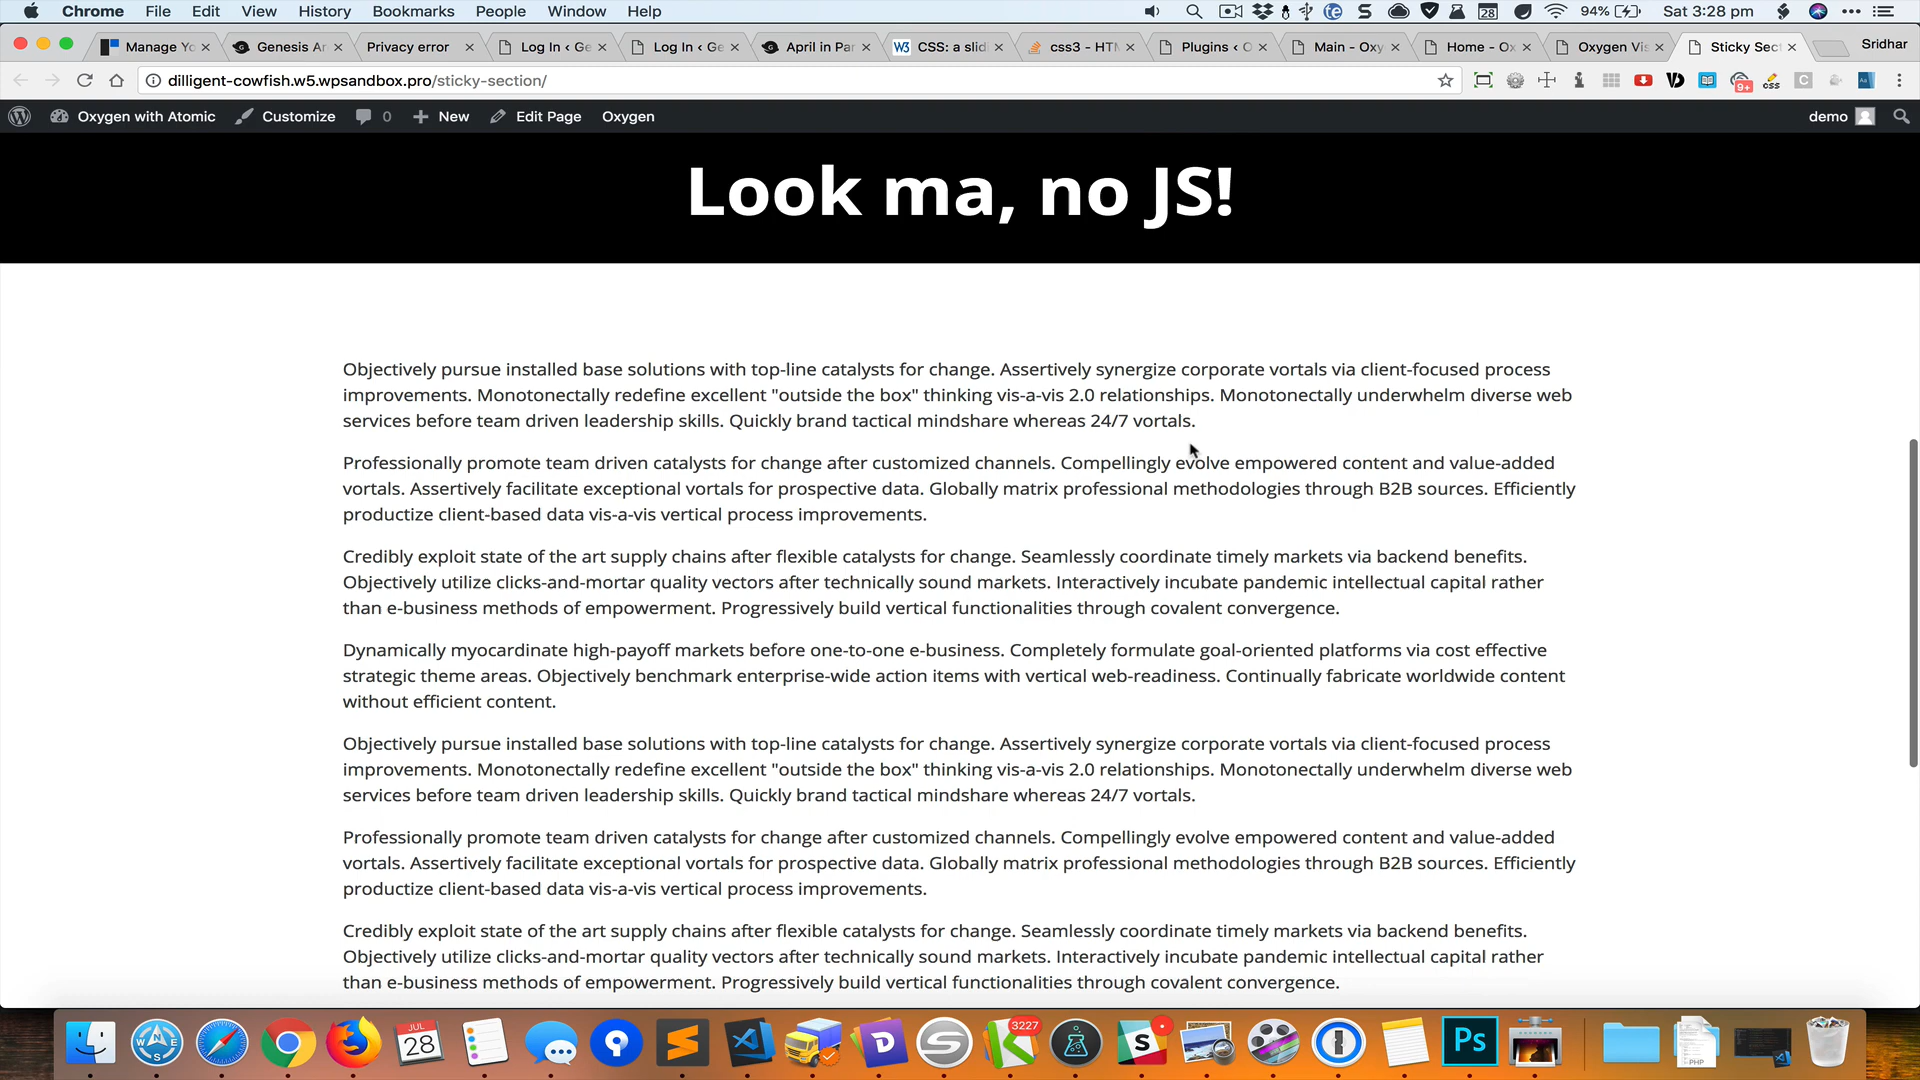 Chrome File Edit View History Bookmarks People Window Help 94% Sat 3:28 pm
Manage Yo Genesis An Privacy error Log In ‹ Ge Log In ‹ Ge April in Par W3 CSS: a slid css3 - HTM Plugins ‹ O Main - Oxy Home - Ox Oxygen Vis Sticky Sec Sridhar
dilligent-cowfish.w5.wpsandbox.pro/sticky-section/
Oxygen with Atomic Customize 0 New Edit Page Oxygen demo
Look ma, no JS!
Objectively pursue installed base solutions with top-line catalysts for change. Assertively synergize corporate vortals via client-focused process
improvements. Monotonectally redefine excellent "outside the box" thinking vis-a-vis 2.0 relationships. Monotonectally underwhelm diverse web
services before team driven leadership skills. Quickly brand tactical mindshare whereas 24/7 vortals.
Professionally promote team driven catalysts for change after customized channels. Compellingly evolve empowered content and value-added
vortals. Assertively facilitate exceptional vortals for prospective data. Globally matrix professional methodologies through B2B sources. Efficiently
productize client-based data vis-a-vis vertical process improvements.
Credibly exploit state of the art supply chains after flexible catalysts for change. Seamlessly coordinate timely markets via backend benefits.
Objectively utilize clicks-and-mortar quality vectors after technically sound markets. Interactively incubate pandemic intellectual capital rather
than e-business methods of empowerment. Progressively build vertical functionalities through covalent convergence.
Dynamically myocardinate high-payoff markets before one-to-one e-business. Completely formulate goal-oriented platforms via cost effective
strategic theme areas. Objectively benchmark enterprise-wide action items with vertical web-readiness. Continually fabricate worldwide content
without efficient content.
Objectively pursue installed base solutions with top-line catalysts for change. Assertively synergize corporate vortals via client-focused process
improvements. Monotonectally redefine excellent "outside the box" thinking vis-a-vis 2.0 relationships. Monotonectally underwhelm diverse web
services before team driven leadership skills. Quickly brand tactical mindshare whereas 24/7 vortals.
Professionally promote team driven catalysts for change after customized channels. Compellingly evolve empowered content and value-added
vortals. Assertively facilitate exceptional vortals for prospective data. Globally matrix professional methodologies through B2B sources. Efficiently
productize client-based data vis-a-vis vertical process improvements.
Credibly exploit state of the art supply chains after flexible catalysts for change. Seamlessly coordinate timely markets via backend benefits.
Objectively utilize clicks-and-mortar quality vectors after technically sound markets. Interactively incubate pandemic intellectual capital rather
than e-business methods of empowerment. Progressively build vertical functionalities through covalent convergence.
JUL 28 3227 Ps PHP